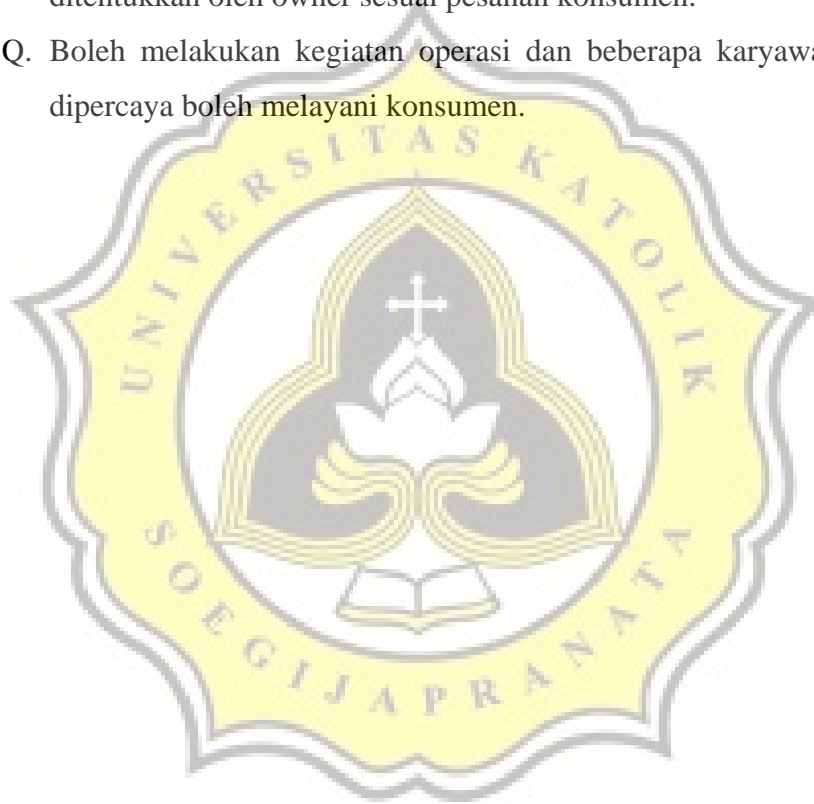 ditentukkan oleh owner sesuai pesanan konsumen.
Q. Boleh melakukan kegiatan operasi dan beberapa karyawa
dipercaya boleh melayani konsumen.
UNIVERSITAS KATOLIK
SOEGIJAPRANATA